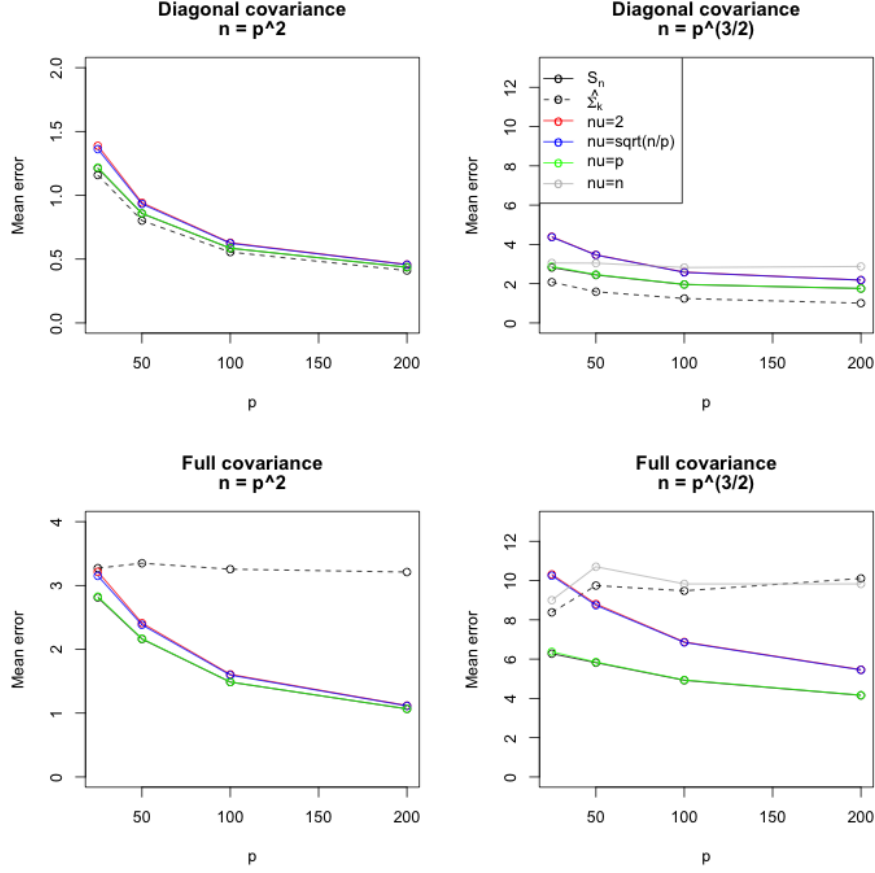 Diagonal covariance
n = p^2
Mean error
2.0
1.5
1.0
0.5
0.0
50
100
150
200
p
Diagonal covariance
n = p^(3/2)
Mean error
12
10
8
6
4
2
0
S_n
Σ̂_k
nu=2
nu=sqrt(n/p)
nu=p
nu=n
50
100
150
200
p
Full covariance
n = p^2
Mean error
4
3
2
1
0
50
100
150
200
p
Full covariance
n = p^(3/2)
Mean error
12
10
8
6
4
2
0
50
100
150
200
p